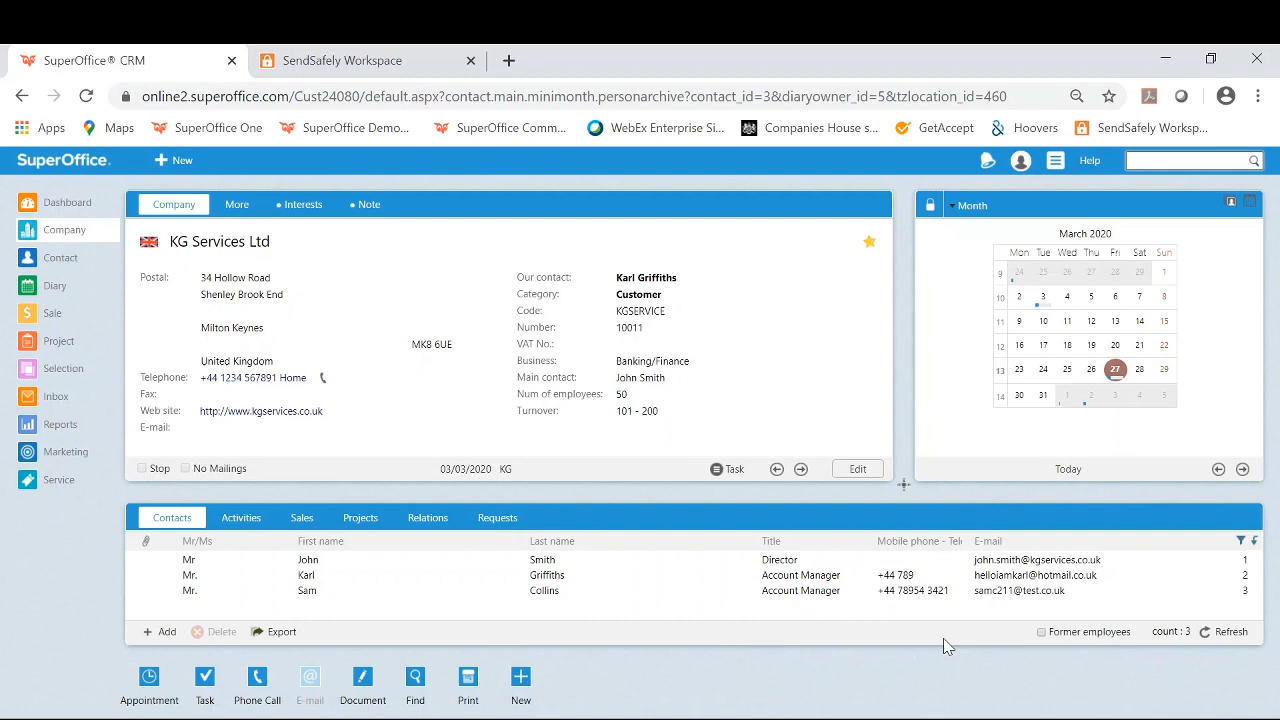 SuperOffice® CRM
SendSafely Workspace
online2.superoffice.com/Cust24080/default.aspx?contact.main.minimonth.personarchive?contact_id=3&diaryowner_id=5&tzlocation_id=460
Apps Maps SuperOffice One SuperOffice Demo... SuperOffice Comm... WebEx Enterprise Si... Companies House s... GetAccept Hoovers SendSafely Worksp...
SuperOffice. New Help
Dashboard
Company
Contact
Diary
Sale
Project
Selection
Inbox
Reports
Marketing
Service
Company More Interests Note
KG Services Ltd
Postal: 34 Hollow Road
Shenley Brook End
Milton Keynes
MK8 6UE
United Kingdom
Telephone: +44 1234 567891 Home
Fax:
Web site: http://www.kgservices.co.uk
E-mail:
Our contact: Karl Griffiths
Category: Customer
Code: KGSERVICE
Number: 10011
VAT No.:
Business: Banking/Finance
Main contact: John Smith
Num of employees: 50
Turnover: 101 - 200
Stop No Mailings 03/03/2020 KG Task Edit
Month
March 2020
Mon Tue Wed Thu Fri Sat Sun
9 24 25 26 27 28 29 1
10 2 3 4 5 6 7 8
11 9 10 11 12 13 14 15
12 16 17 18 19 20 21 22
13 23 24 25 26 27 28 29
14 30 31 1 2 3 4 5
Today
Contacts Activities Sales Projects Relations Requests
Mr/Ms First name Last name Title Mobile phone - Tele E-mail
Mr John Smith Director john.smith@kgservices.co.uk 1
Mr. Karl Griffiths Account Manager +44 789 helloiamkarl@hotmail.co.uk 2
Mr. Sam Collins Account Manager +44 78954 3421 samc211@test.co.uk 3
Add Delete Export Former employees count : 3 Refresh
Appointment Task Phone Call E-mail Document Find Print New